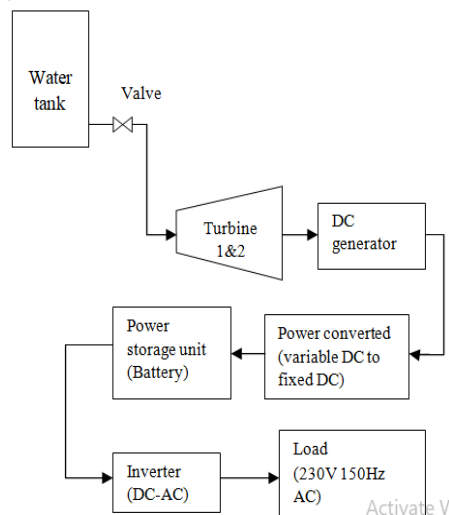 Water
tank
Valve
Turbine
1&2
DC
generator
Power
storage unit
(Battery)
Power converted
(variable DC to
fixed DC)
Inverter
(DC-AC)
Load
(230V 150Hz
AC)
Activate V